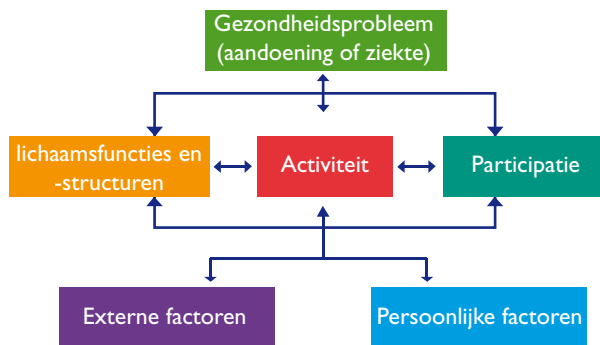 Gezondheidsprobleem
(aandoening of ziekte)
lichaamsfuncties en
-structuren
Activiteit
Participatie
Externe factoren
Persoonlijke factoren